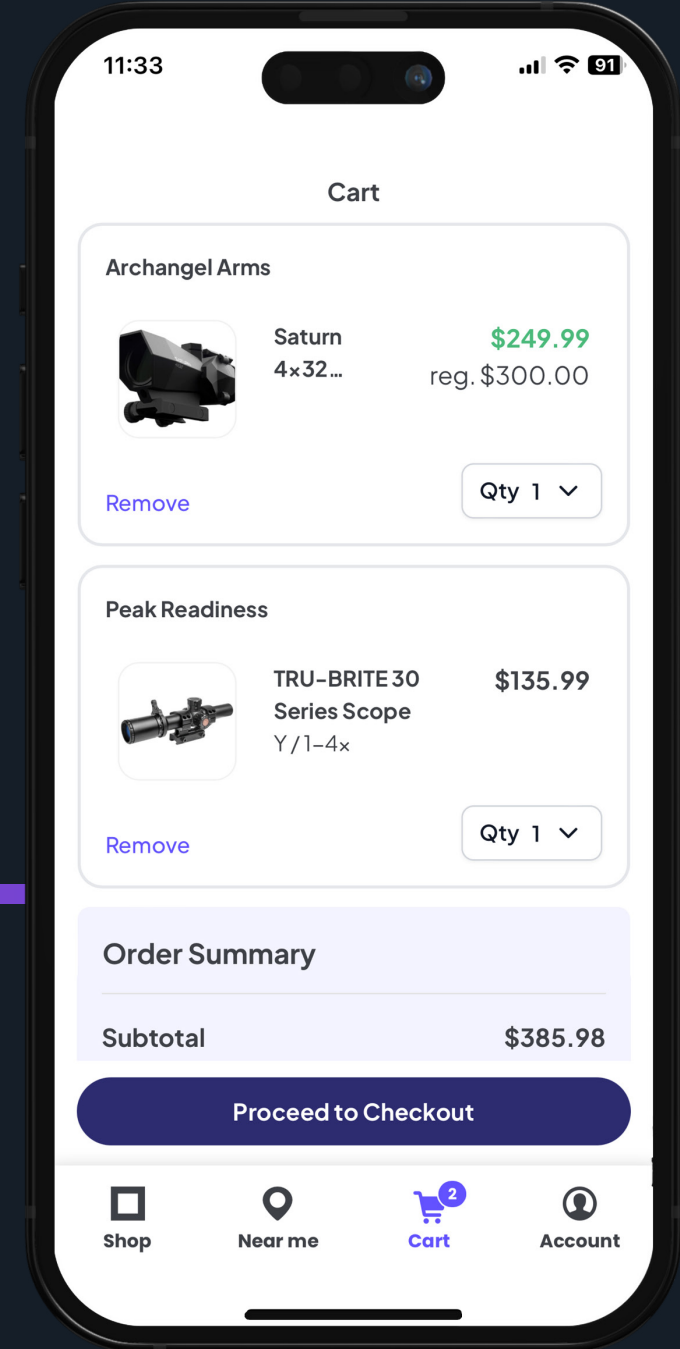 11:33
91
Cart
Archangel Arms
Saturn
4×32...
$249.99
reg. $300.00
Remove
Qty 1
Peak Readiness
TRU-BRITE 30
Series Scope
Y / 1-4×
$135.99
Remove
Qty 1
Order Summary
Subtotal $385.98
Proceed to Checkout
2
Shop Near me Cart Account